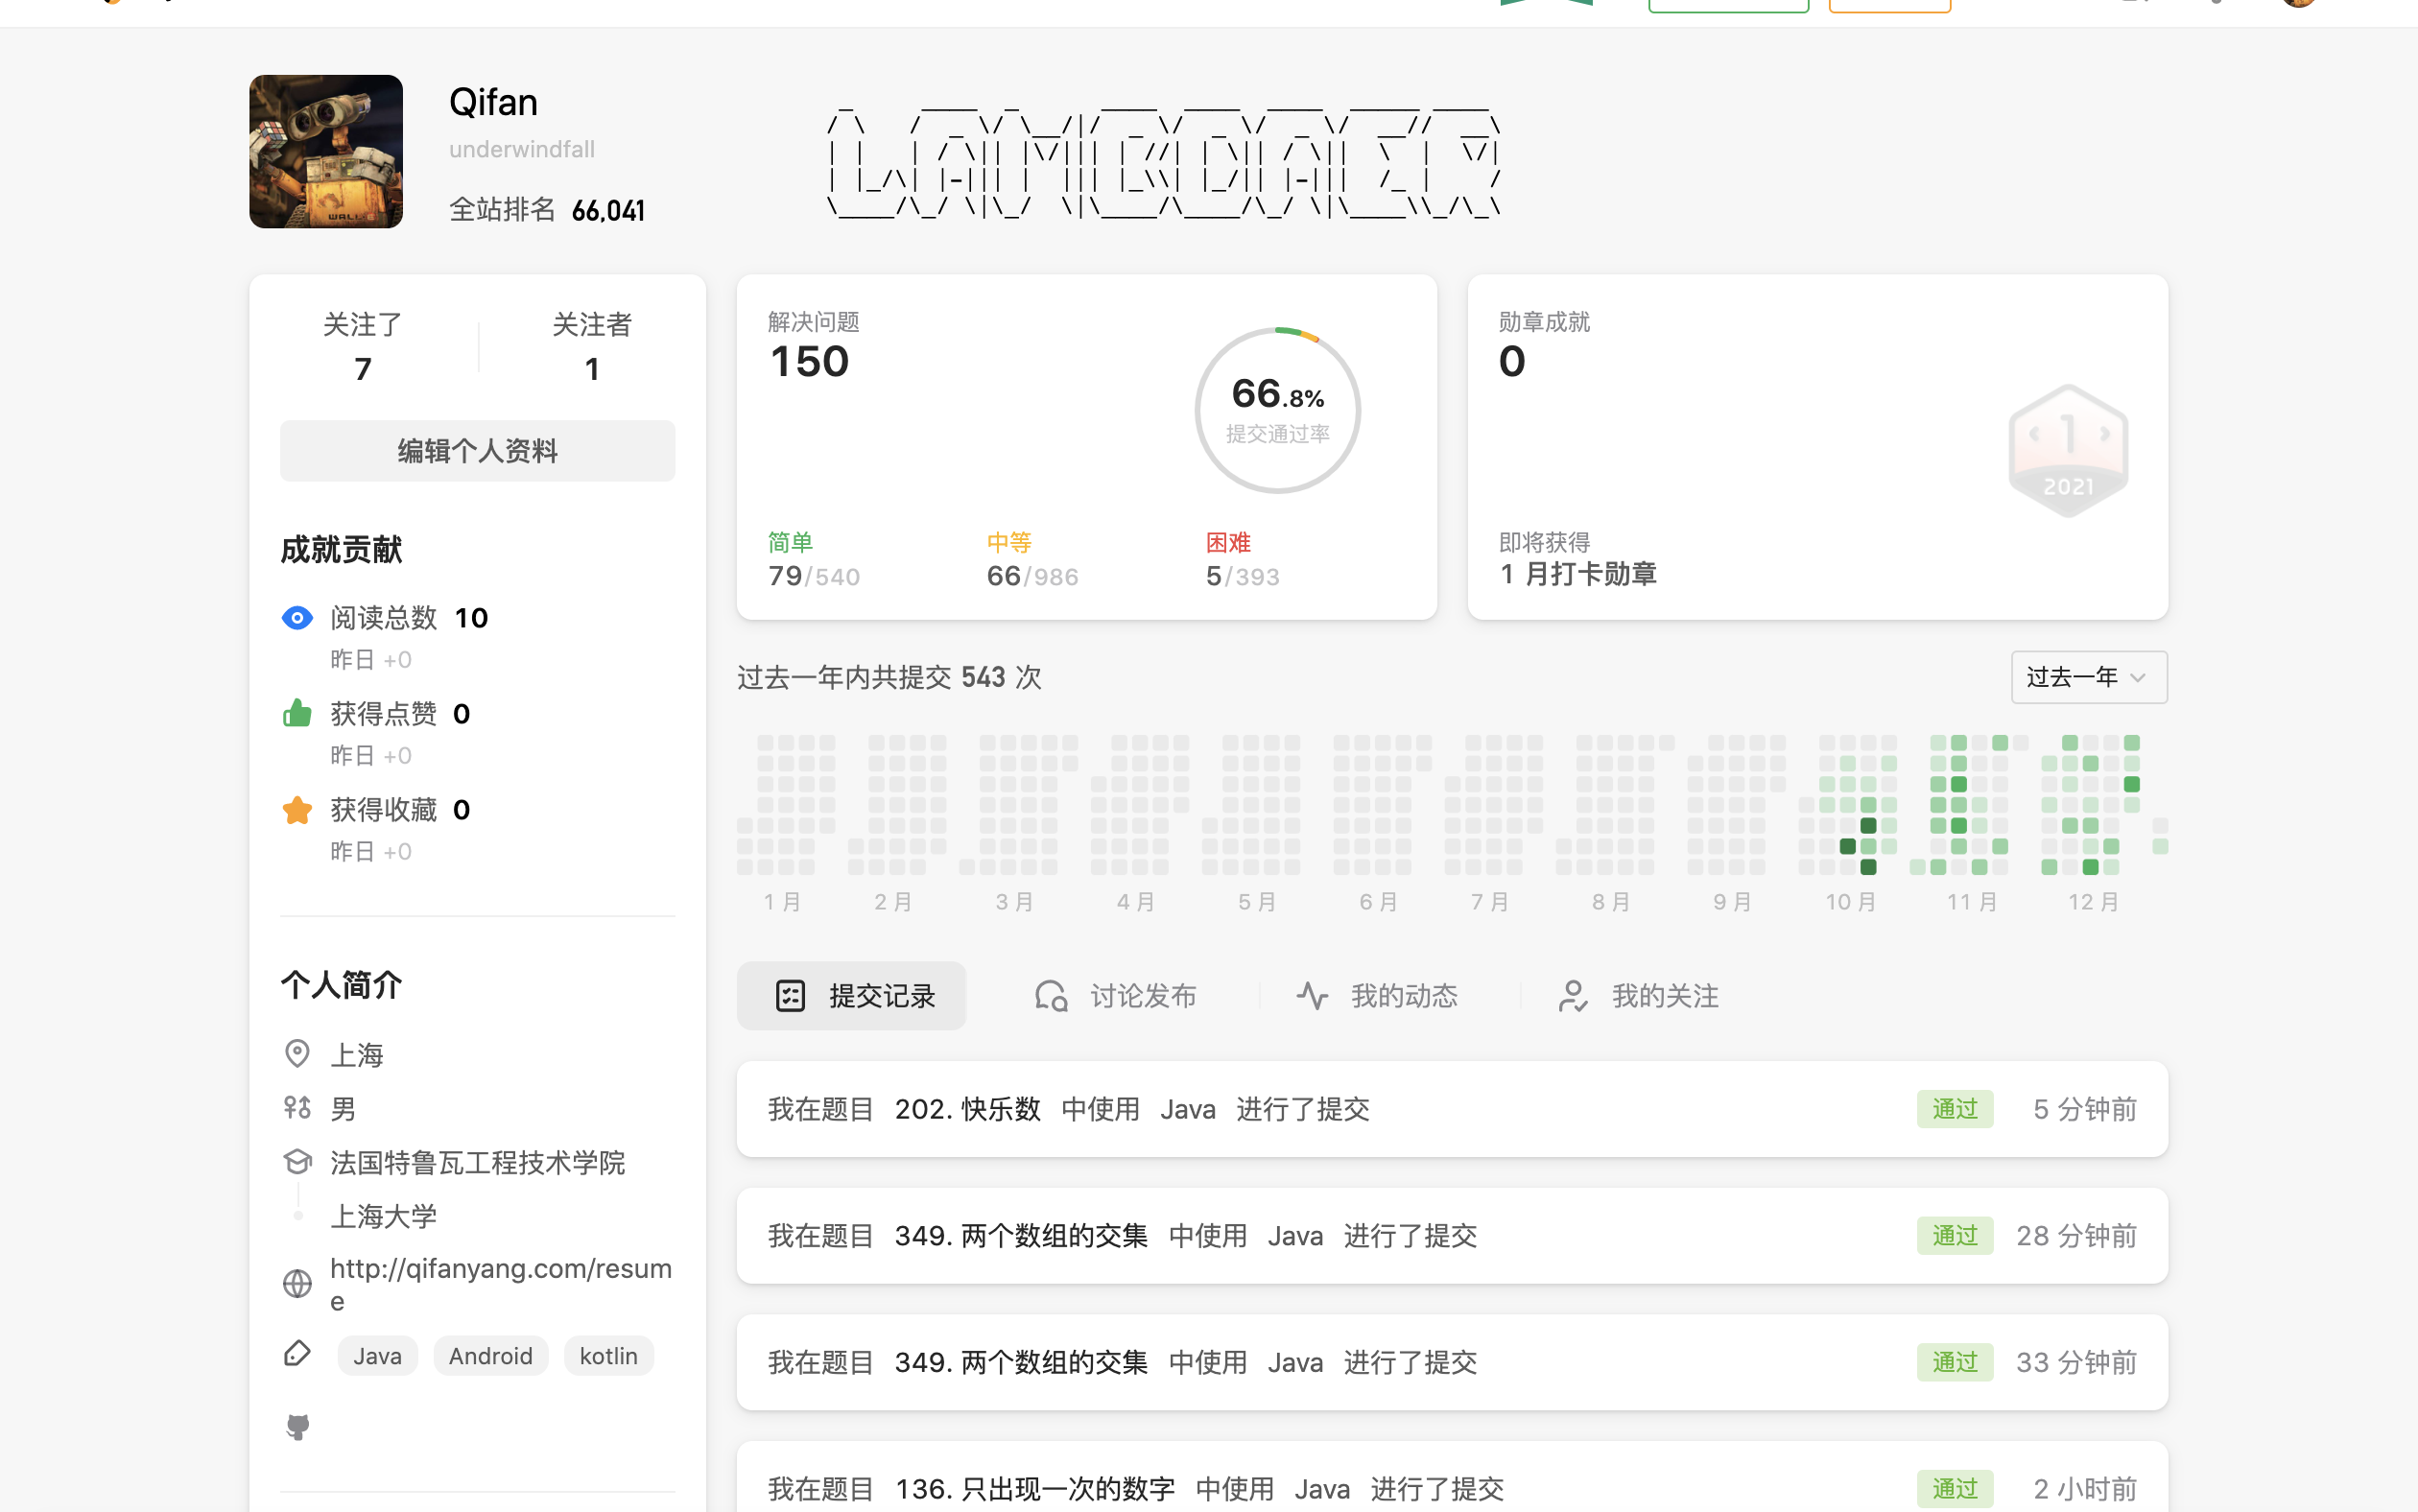 Qifan
underwindfall
全站排名 66,041
关注了
7
关注者
1
编辑个人资料
成就贡献
阅读总数 10
昨日 +0
获得点赞 0
昨日 +0
获得收藏 0
昨日 +0
个人简介
上海
男
法国特鲁瓦工程技术学院
上海大学
http://qifanyang.com/resum
e
Java Android kotlin
解决问题
150
66.8%
提交通过率
简单
79/540
中等
66/986
困难
5/393
勋章成就
0
1
2021
即将获得
1 月打卡勋章
过去一年内共提交 543 次
过去一年
1 月 2 月 3 月 4 月 5 月 6 月 7 月 8 月 9 月 10 月 11 月 12 月
提交记录 讨论发布 我的动态 我的关注
我在题目 202. 快乐数 中使用 Java 进行了提交 通过 5 分钟前
我在题目 349. 两个数组的交集 中使用 Java 进行了提交 通过 28 分钟前
我在题目 349. 两个数组的交集 中使用 Java 进行了提交 通过 33 分钟前
我在题目 136. 只出现一次的数字 中使用 Java 进行了提交 通过 2 小时前